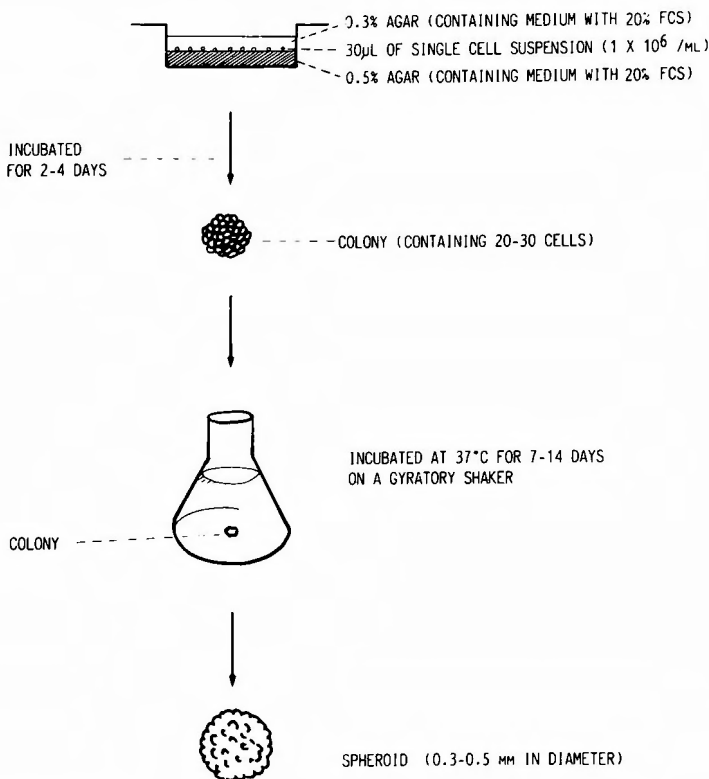 0.3% AGAR (CONTAINING MEDIUM WITH 20% FCS)
30µL OF SINGLE CELL SUSPENSION (1 X 10⁶ /ML)
0.5% AGAR (CONTAINING MEDIUM WITH 20% FCS)
INCUBATED
FOR 2-4 DAYS
COLONY (CONTAINING 20-30 CELLS)
INCUBATED AT 37°C FOR 7-14 DAYS
ON A GYRATORY SHAKER
COLONY
SPHEROID (0.3-0.5 MM IN DIAMETER)